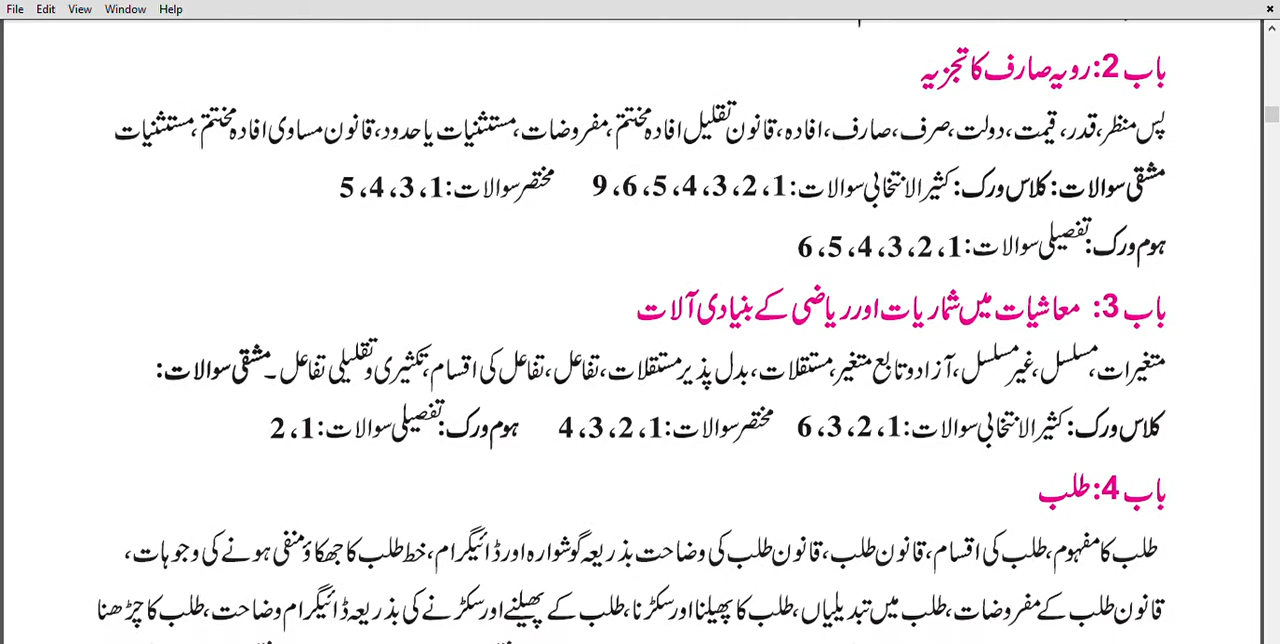 File Edit View Window Help
باب 2: رویہ صارف کا تجزیہ
پس منظر، قدر، قیمت، دولت، صرف، صارف، افادہ، قانون تقلیل افادہ مختتم، مفروضات، مستثنیات یا حدود، قانون مساوی افادہ مختتم، مستثنیات
مشقی سوالات: کلاس ورک: کثیر الانتخابی سوالات: 1، 2، 3، 4، 5، 6، 9 مختصر سوالات: 1، 3، 4، 5
ہوم ورک: تفصیلی سوالات: 1، 2، 3، 4، 5، 6
باب 3: معاشیات میں شماریات اور ریاضی کے بنیادی آلات
متغیرات، مسلسل، غیر مسلسل، آزاد و تابع متغیر، مستقلات، بدل پذیر مستقلات، تفاعل، تفاعل کی اقسام، تکثیری و تقلیلی تفاعل۔ مشقی سوالات:
کلاس ورک: کثیر الانتخابی سوالات: 1، 2، 3، 6 مختصر سوالات: 1، 2، 3، 4 ہوم ورک: تفصیلی سوالات: 1، 2
باب 4: طلب
طلب کا مفہوم، طلب کی اقسام، قانون طلب، قانون طلب کی وضاحت بذریعہ گوشوارہ اور ڈائیگرام، خط طلب کا جھکاؤ منفی ہونے کی وجوہات،
قانون طلب کے مفروضات، طلب میں تبدیلیاں، طلب کا پھیلنا اور سکڑنا، طلب کے پھیلنے اور سکڑنے کی بذریعہ ڈائیگرام وضاحت، طلب کا چڑھنا